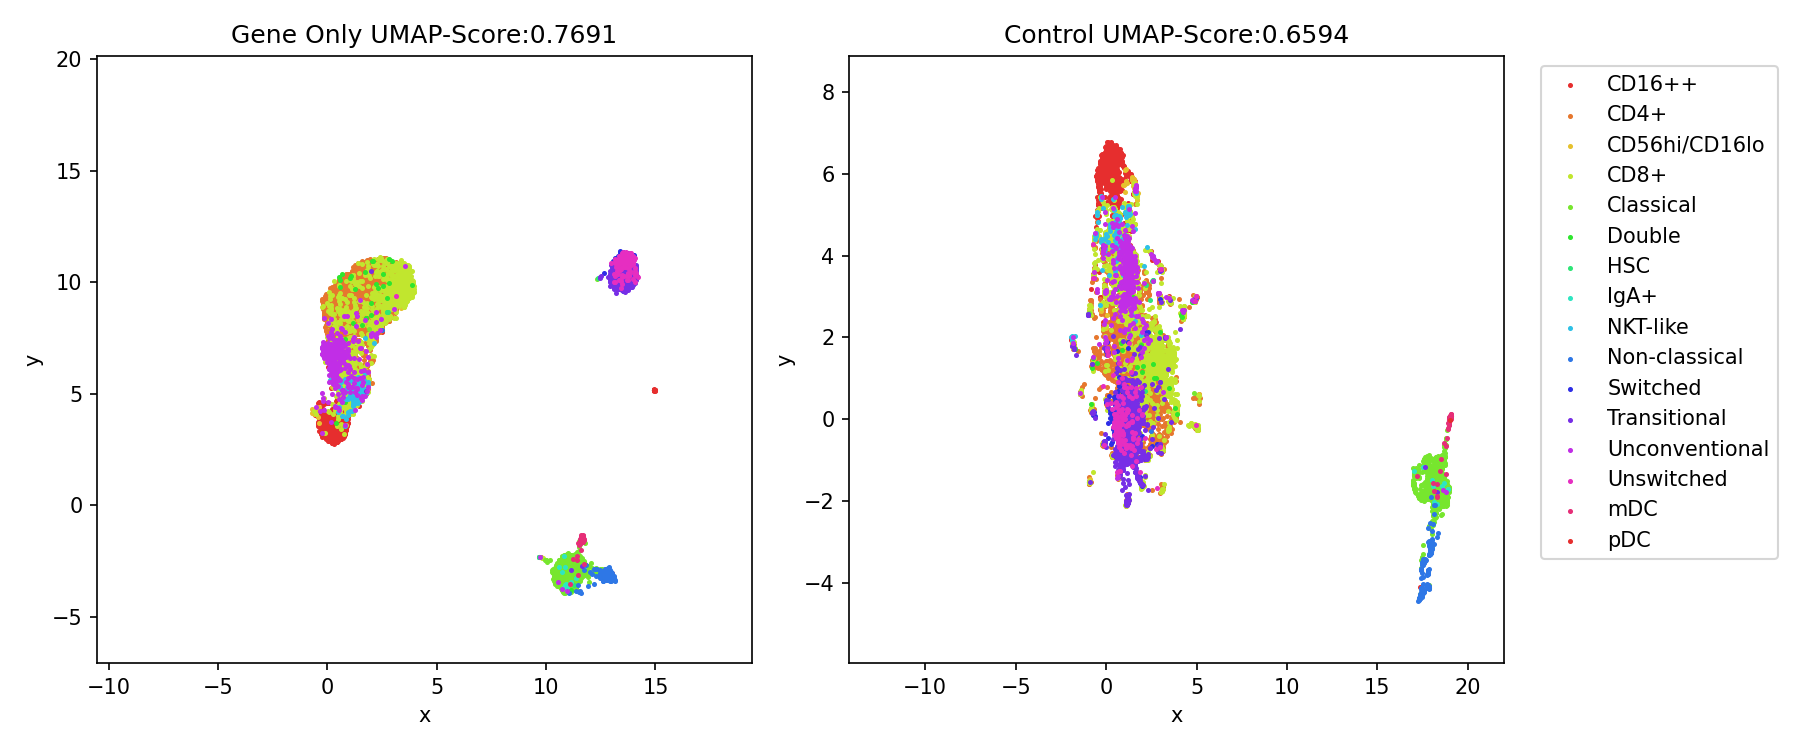 Gene Only UMAP-Score:0.7691
20
15
10
5
0
−5
y
−10
−5
0
5
10
15
x
Control UMAP-Score:0.6594
8
6
4
2
0
−2
−4
y
−10
−5
0
5
10
15
20
x
CD16++
CD4+
CD56hi/CD16lo
CD8+
Classical
Double
HSC
IgA+
NKT-like
Non-classical
Switched
Transitional
Unconventional
Unswitched
mDC
pDC